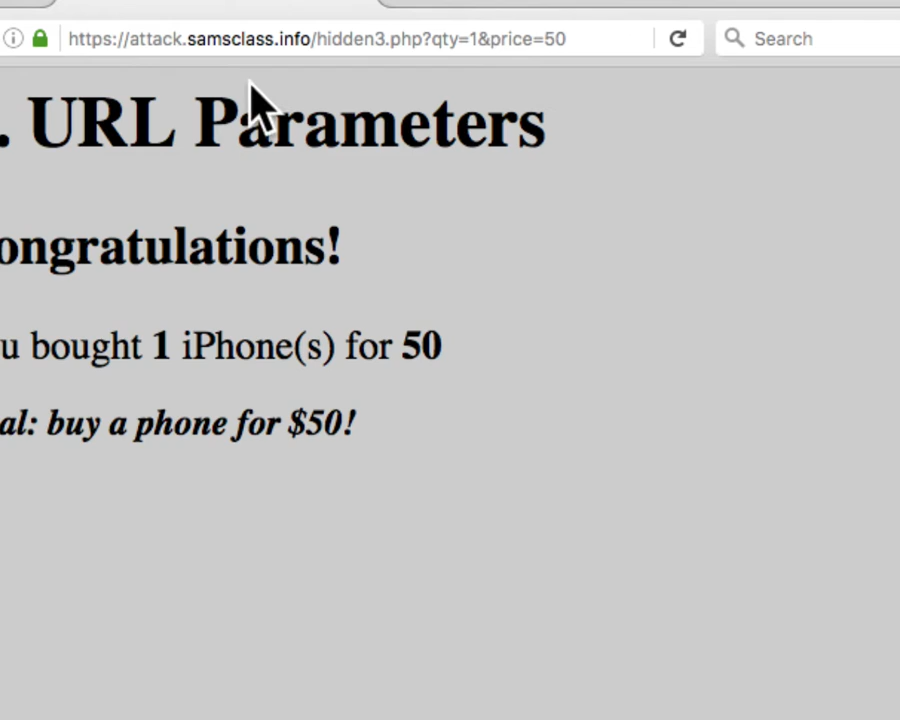 https://attack.samsclass.info/hidden3.php?qty=1&price=50
Search
. URL Parameters
ongratulations!
u bought 1 iPhone(s) for 50
al: buy a phone for $50!